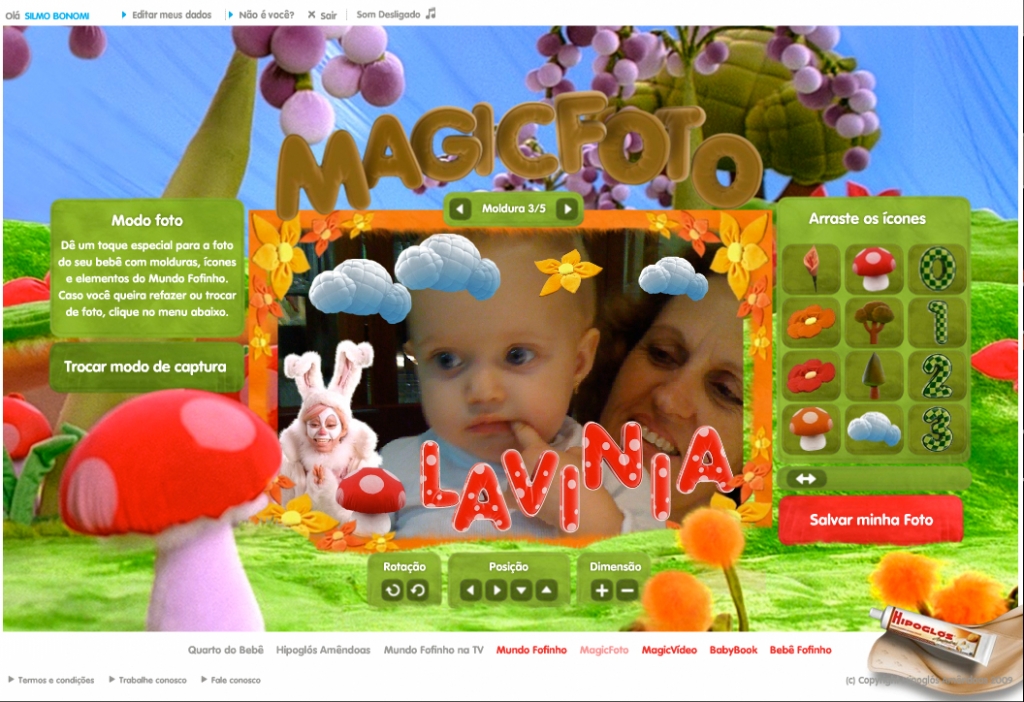 Olá SILMO BONOMI Editar meus dados Não é você? Sair Som Desligado
MAGICFOTO
Moldura 3/5
Modo foto
Dê um toque especial para a foto
do seu bebê com molduras, ícones
e elementos do Mundo Fofinho.
Caso você queira refazer ou trocar
de foto, clique no menu abaixo.
Trocar modo de captura
Arraste os ícones
0
1
2
3
Salvar minha Foto
LAVINIA
Rotação Posição Dimensão
HIPOGLÓS
Quarto do Bebê Hipoglós Amêndoas Mundo Fofinho na TV Mundo Fofinho MagicFoto MagicVídeo BabyBook Bebê Fofinho
Termos e condições Trabalhe conosco Fale conosco (c) 2009